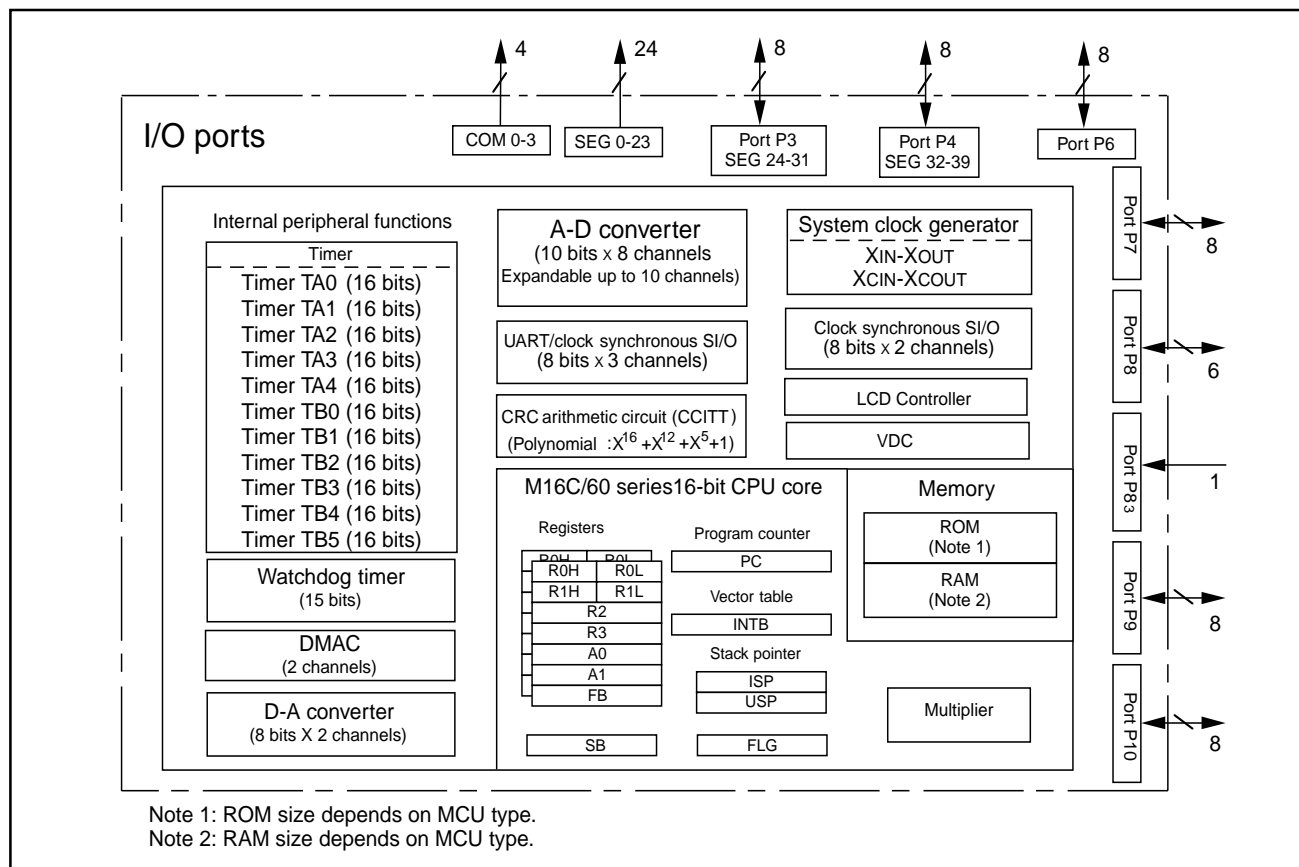 4
24
8
8
8
I/O ports
COM 0-3
SEG 0-23
Port P3
SEG 24-31
Port P4
SEG 32-39
Port P6
Internal peripheral functions
Timer
Timer TA0 (16 bits)
Timer TA1 (16 bits)
Timer TA2 (16 bits)
Timer TA3 (16 bits)
Timer TA4 (16 bits)
Timer TB0 (16 bits)
Timer TB1 (16 bits)
Timer TB2 (16 bits)
Timer TB3 (16 bits)
Timer TB4 (16 bits)
Timer TB5 (16 bits)
Watchdog timer
(15 bits)
DMAC
(2 channels)
D-A converter
(8 bits X 2 channels)
A-D converter
(10 bits x 8 channels
Expandable up to 10 channels)
UART/clock synchronous SI/O
(8 bits x 3 channels)
CRC arithmetic circuit (CCITT)
(Polynomial :X16 +X12 +X5+1)
System clock generator
XIN-XOUT
XCIN-XCOUT
Clock synchronous SI/O
(8 bits x 2 channels)
LCD Controller
VDC
M16C/60 series16-bit CPU core
Registers
R0H R0L
R0H R0L
R1H R1L
R2
R3
A0
A1
FB
SB
Program counter
PC
Vector table
INTB
Stack pointer
ISP
USP
FLG
Memory
ROM
(Note 1)
RAM
(Note 2)
Multiplier
Port P7
8
Port P8
6
Port P83
1
Port P9
8
Port P10
8
Note 1: ROM size depends on MCU type.
Note 2: RAM size depends on MCU type.